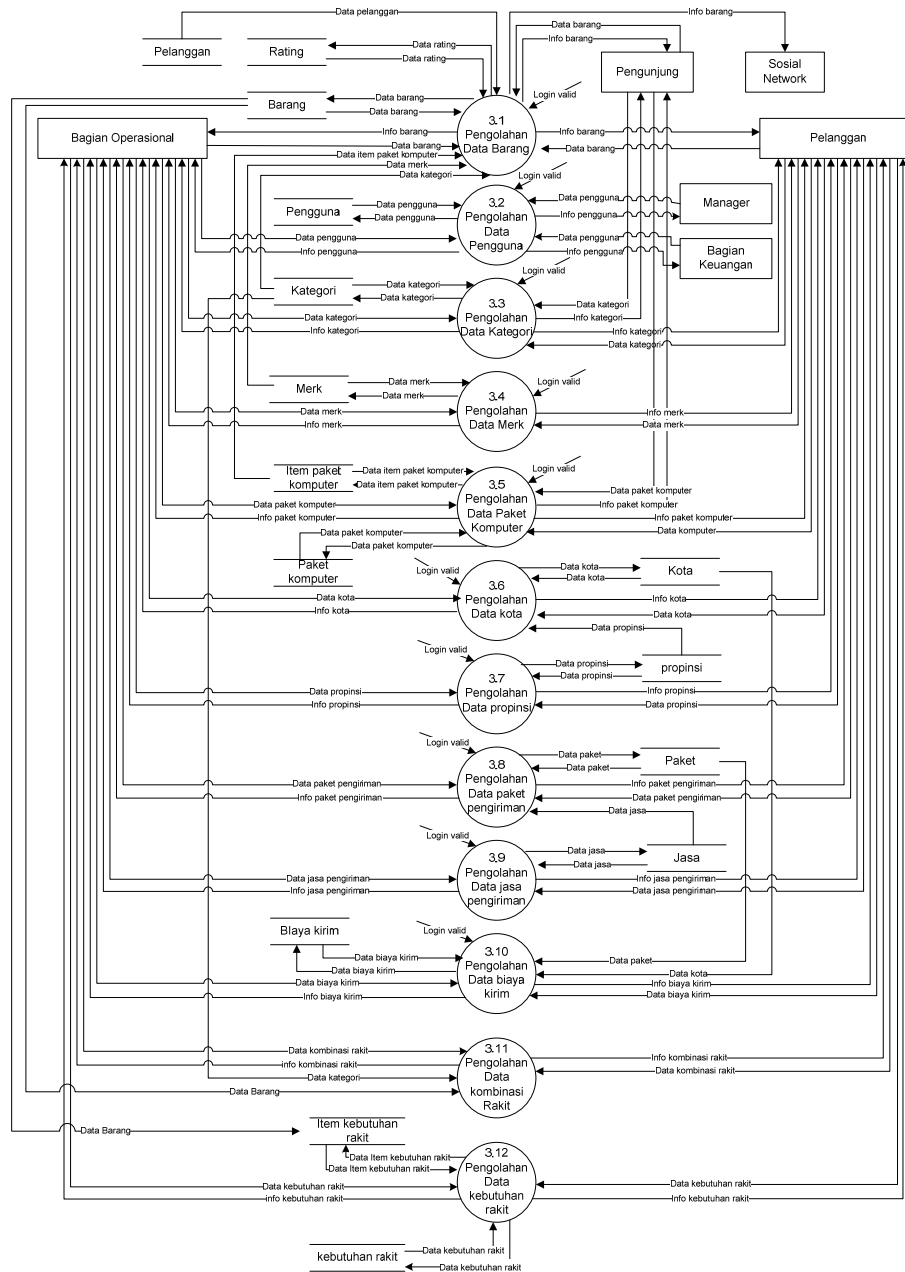 Data pelanggan
Info barang
Pelanggan
Rating
Data rating
Data rating
Data barang
Info barang
Pengunjung
Sosial
Network
Barang
Data barang
Data barang
Login valid
3.1
Pengolahan
Data Barang
Bagian Operasional
Info barang
Data barang
Info barang
Data barang
Pelanggan
Data item paket komputer
Data merk
Data kategori
Login valid
3.2
Pengolahan
Data
Pengguna
Pengguna
Data pengguna
Data pengguna
Data pengguna
Info pengguna
Manager
Data pengguna
Info pengguna
Data pengguna
Info pengguna
Bagian
Keuangan
Login valid
Kategori
Data kategori
Data kategori
3.3
Pengolahan
Data Kategori
Data kategori
Info kategori
Data kategori
Info kategori
Info kategori
Data kategori
Login valid
Merk
Data merk
Data merk
3.4
Pengolahan
Data Merk
Data merk
Info merk
Info merk
Data merk
Login valid
Item paket
komputer
Data item paket komputer
Data item paket komputer
3,5
Pengolahan
Data Paket
Komputer
Data paket komputer
Info paket komputer
Data paket komputer
Info paket komputer
Info paket komputer
Data komputer
Data paket komputer
Data paket komputer
Paket
komputer
Login valid
3.6
Pengolahan
Data kota
Data kota
Data kota
Kota
Data kota
Info kota
Info kota
Data kota
Data propinsi
Login valid
3.7
Pengolahan
Data propinsi
Data propinsi
Data propinsi
propinsi
Data propinsi
Info propinsi
Info propinsi
Data propinsi
Login valid
3,8
Pengolahan
Data paket
pengiriman
Data paket
Data paket
Paket
Data paket pengiriman
Info paket pengiriman
Info paket pengiriman
Data paket pengiriman
Data jasa
Login valid
3,9
Pengolahan
Data jasa
pengiriman
Data jasa
Data jasa
Jasa
Data jasa pengiriman
Info jasa pengiriman
Info jasa pengiriman
Data jasa pengiriman
Login valid
BIaya kirim
Data biaya kirim
Data biaya kirim
3.10
Pengolahan
Data biaya
kirim
Data biaya kirim
Info biaya kirim
Data paket
Data kota
Info biaya kirim
Data biaya kirim
3.11
Pengolahan
Data
kombinasi
Rakit
Data kombinasi rakit
info kombinasi rakit
Data kategori
Data Barang
Info kombinasi rakit
Data kombinasi rakit
Data Barang
Item kebutuhan
rakit
Data Item kebutuhan rakit
Data Item kebutuhan rakit
3.12
Pengolahan
Data
kebutuhan
rakit
Data kebutuhan rakit
info kebutuhan rakit
Data kebutuhan rakit
Info kebutuhan rakit
kebutuhan rakit
Data kebutuhan rakit
Data kebutuhan rakit